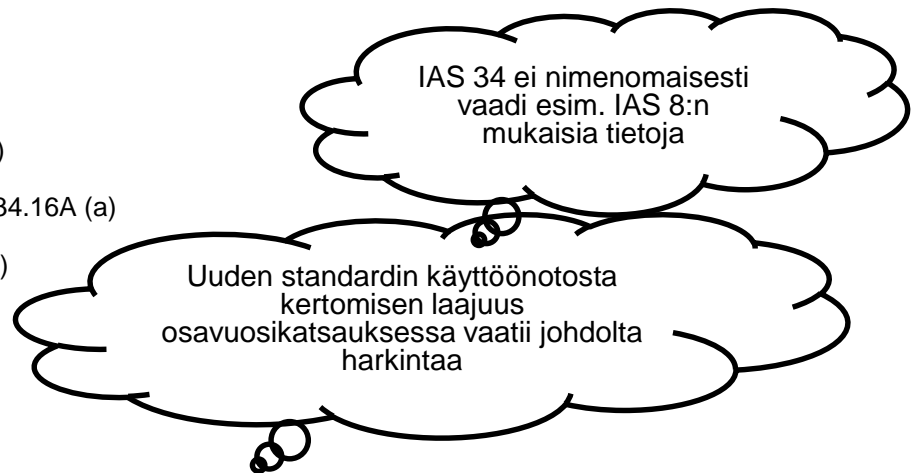 IAS 34 ei nimenomaisesti
vaadi esim. IAS 8:n
mukaisia tietoja
)
34.16A (a)
)
Uuden standardin käyttöönotosta
kertomisen laajuus
osavuosikatsauksessa vaatii johdolta
harkintaa